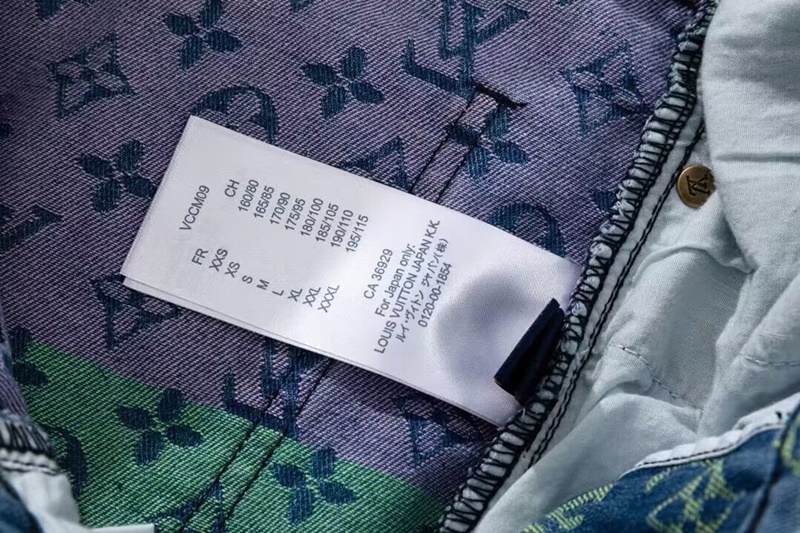 VCCM09
FR CH
XXS 160/80
XS 165/85
S 170/90
M 175/95
L 180/100
XL 185/105
XXL 190/110
XXXL 195/115
CA 36929
For Japan only:
LOUIS VUITTON JAPAN K.K.
ルイ・ヴィトン ジャパン(株)
0120-00-1854